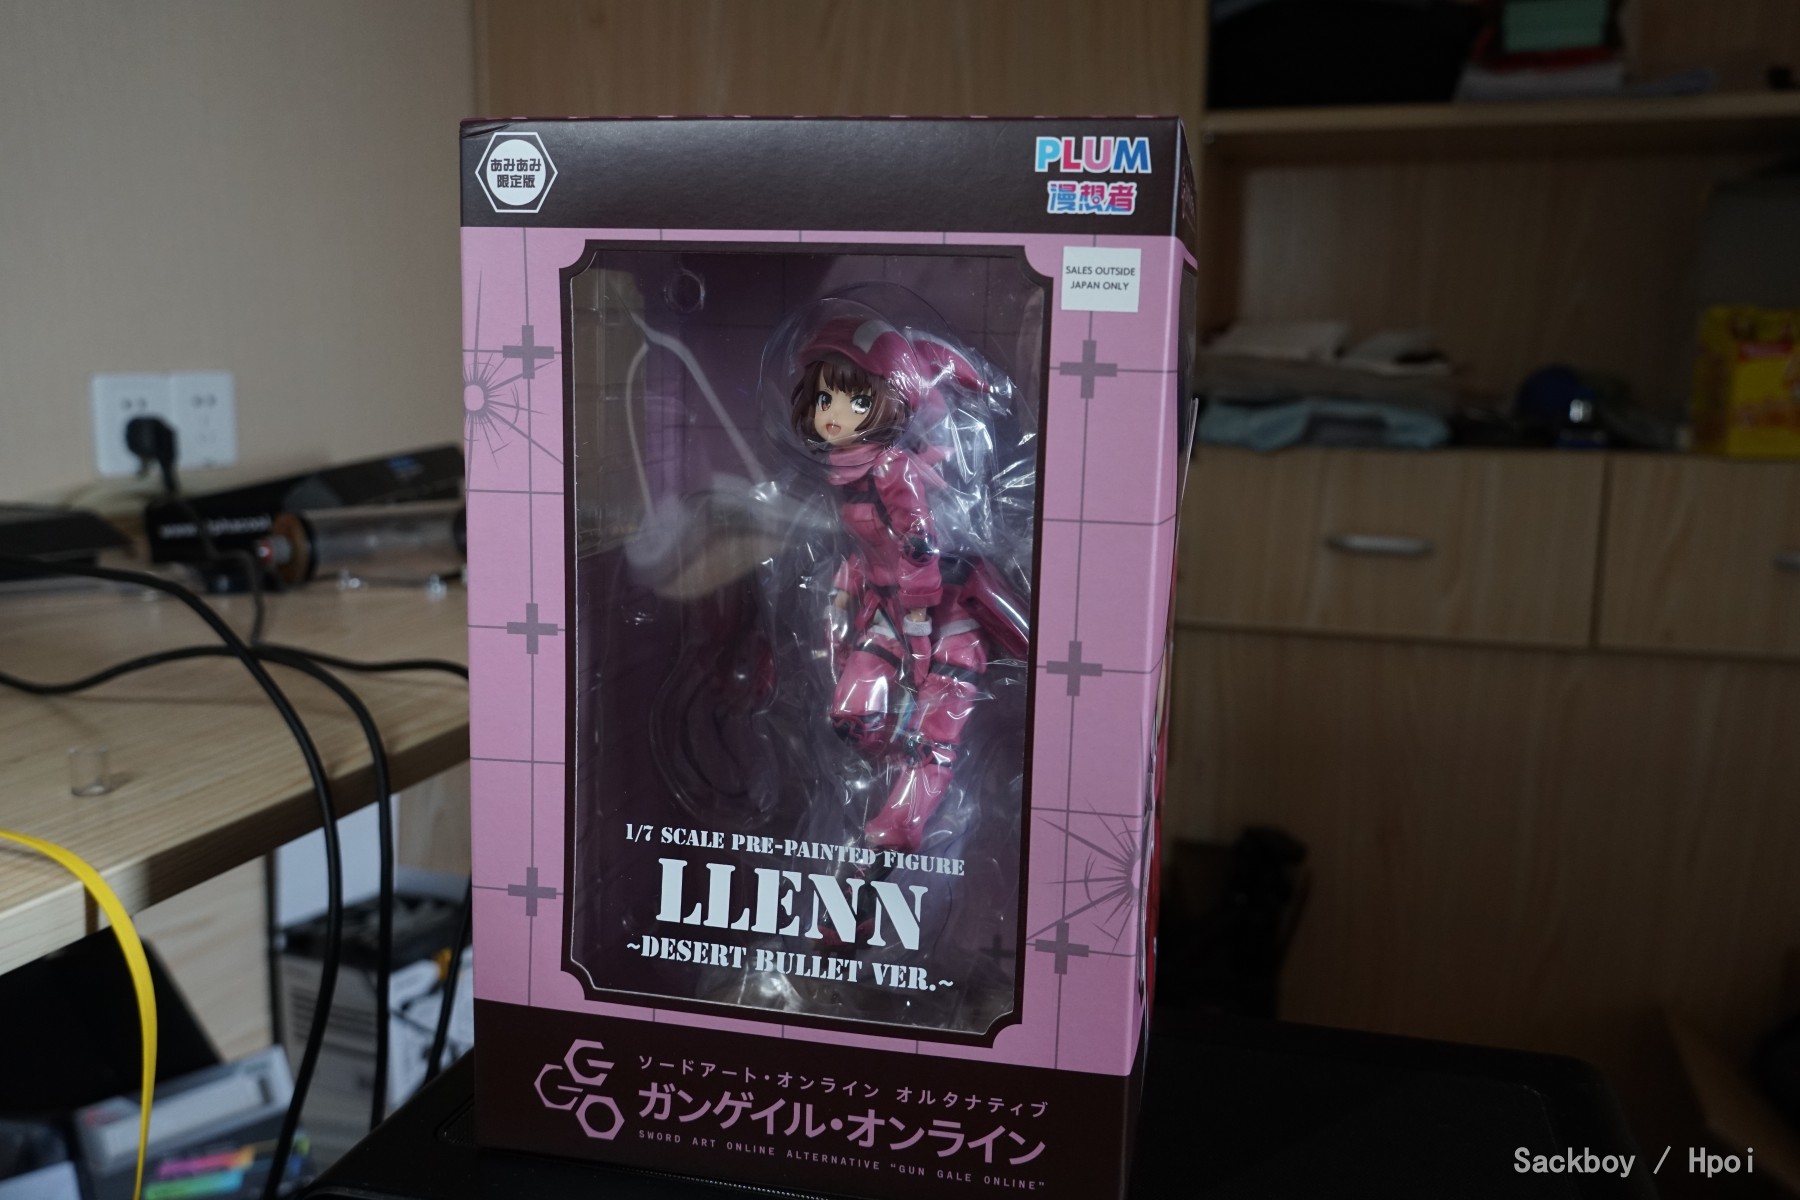 あみあみ
限定版
PLUM
漫想者
SALES OUTSIDE
JAPAN ONLY
1/7 SCALE PRE-PAINTED FIGURE
LLENN
~DESERT BULLET VER.~
GGO
ソードアート・オンライン オルタナティブ
ガンゲイル・オンライン
SWORD ART ONLINE ALTERNATIVE "GUN GALE ONLINE"
Sackboy / Hpoi